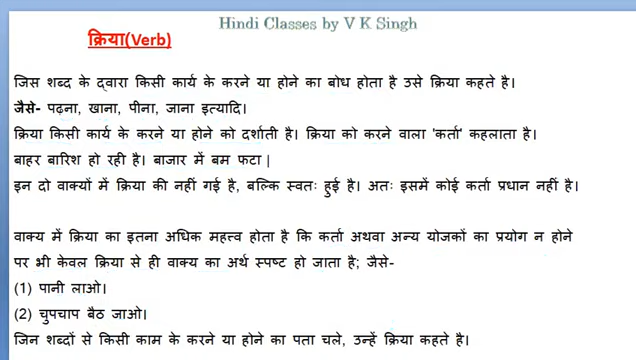 Hindi Classes by V K Singh
क्रिया(Verb)
जिस शब्द के द्वारा किसी कार्य के करने या होने का बोध होता है उसे क्रिया कहते है।
जैसे- पढ़ना, खाना, पीना, जाना इत्यादि।
क्रिया किसी कार्य के करने या होने को दर्शाती है। क्रिया को करने वाला 'कर्ता' कहलाता है।
बाहर बारिश हो रही है। बाजार में बम फटा |
इन दो वाक्यों में क्रिया की नहीं गई है, बल्कि स्वतः हुई है। अतः इसमें कोई कर्ता प्रधान नहीं है।
वाक्य में क्रिया का इतना अधिक महत्त्व होता है कि कर्ता अथवा अन्य योजकों का प्रयोग न होने
पर भी केवल क्रिया से ही वाक्य का अर्थ स्पष्ट हो जाता है; जैसे-
(1) पानी लाओ।
(2) चुपचाप बैठ जाओ।
जिन शब्दों से किसी काम के करने या होने का पता चले, उन्हें क्रिया कहते है।